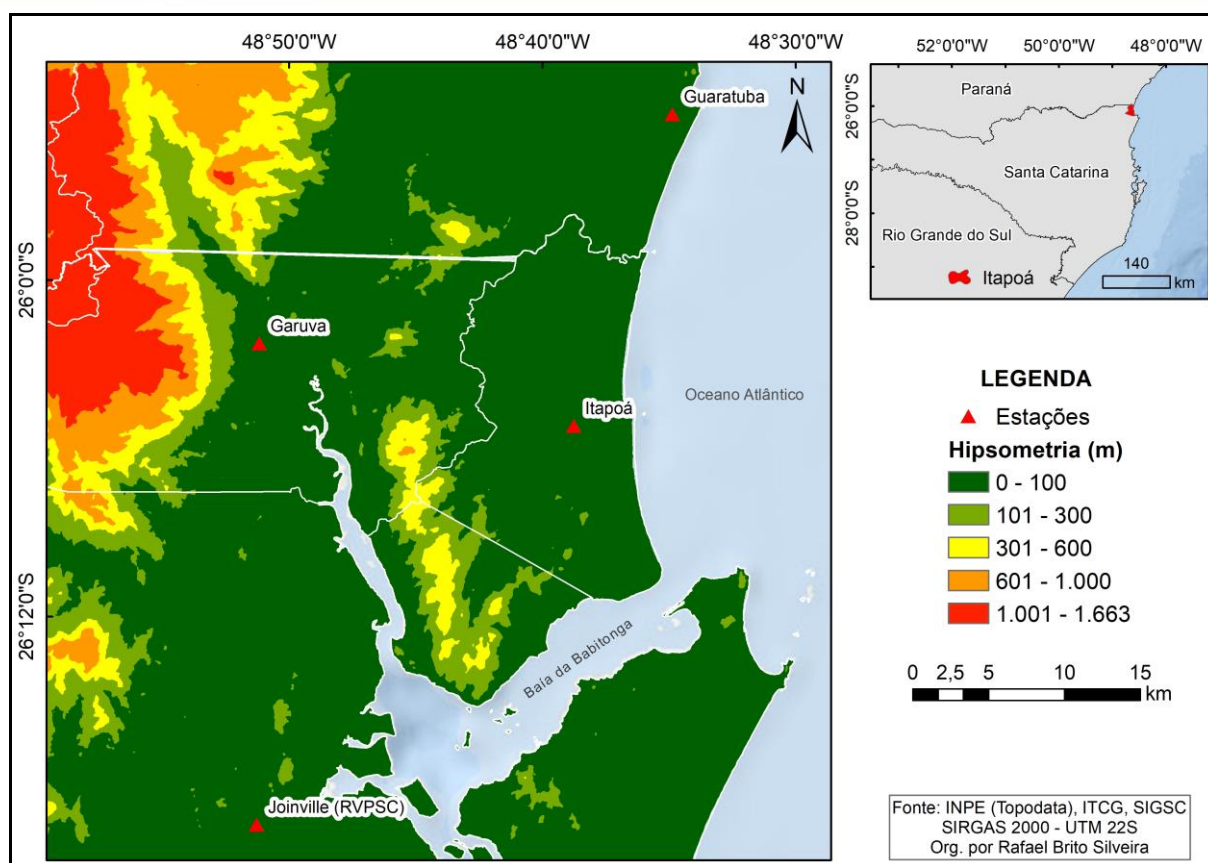 48°50'0"W
48°40'0"W
48°30'0"W
26°0'0"S
26°12'0"S
N
Guaratuba
Garuva
Itapoá
Oceano Atlântico
Baía da Babitonga
Joinville (RVPSC)
52°0'0"W
50°0'0"W
48°0'0"W
26°0'0"S
28°0'0"S
Paraná
Santa Catarina
Rio Grande do Sul
Itapoá
140
km
LEGENDA
Estações
Hipsometria (m)
0 - 100
101 - 300
301 - 600
601 - 1.000
1.001 - 1.663
0 2,5 5 10 15
km
Fonte: INPE (Topodata), ITCG, SIGSC
SIRGAS 2000 - UTM 22S
Org. por Rafael Brito Silveira